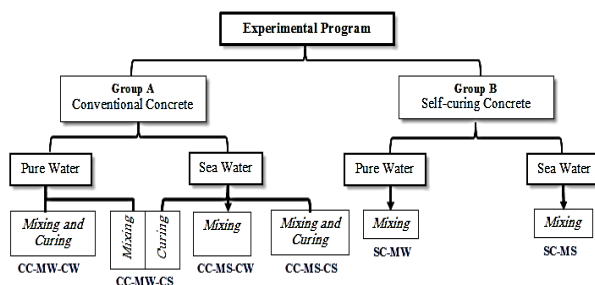 Experimental Program
Group A
Conventional Concrete
Group B
Self-curing Concrete
Pure Water
Sea Water
Pure Water
Sea Water
Mixing and
Curing
Mixing
Curing
Mixing
Mixing and
Curing
Mixing
Mixing
CC-MW-CW
CC-MW-CS
CC-MS-CW
CC-MS-CS
SC-MW
SC-MS